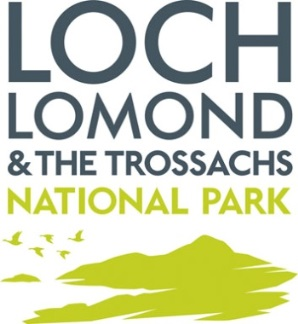 LOCH
LOMOND
& THE TROSSACHS
NATIONAL PARK